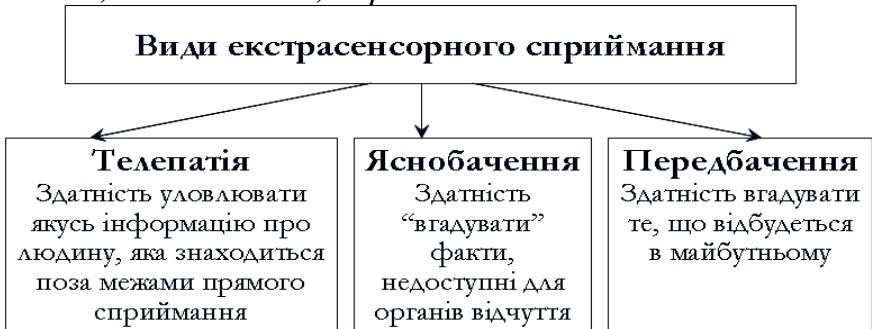 Види екстрасенсорного сприймання
Телепатія
Здатність уловлювати
якусь інформацію про
людину, яка знаходиться
поза межами прямого
сприймання
Яснобачення
Здатність
“вгадувати”
факти,
недоступні для
органів відчуття
Передбачення
Здатність вгадувати
те, що відбудеться
в майбутньому